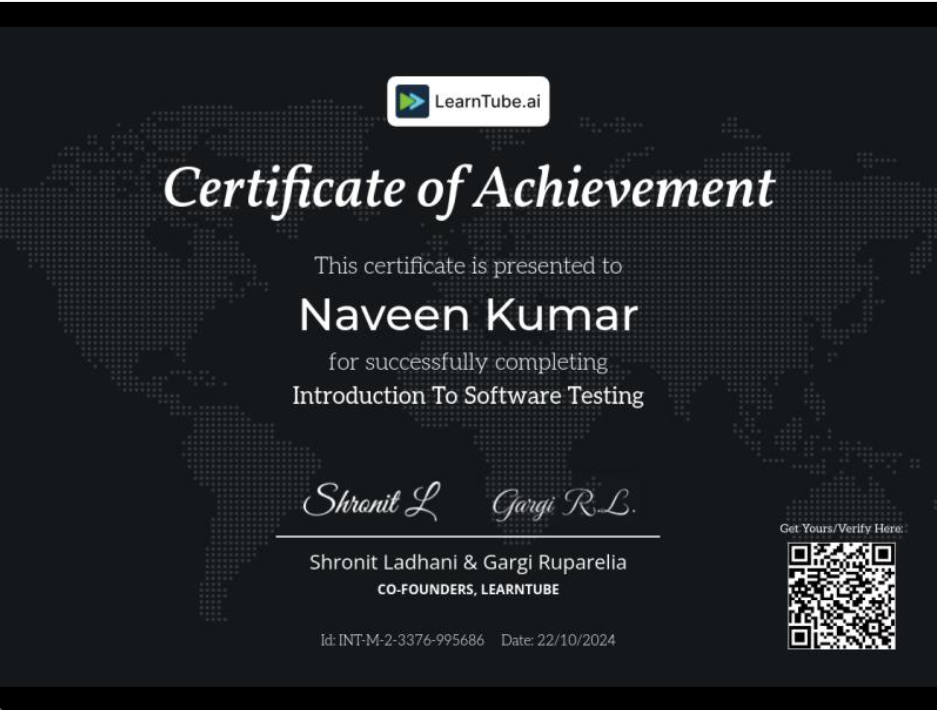 LearnTube.ai
Certificate of Achievement
This certificate is presented to
Naveen Kumar
for successfully completing
Introduction To Software Testing
Shronit L Gargi R.L.
Shronit Ladhani & Gargi Ruparelia
CO-FOUNDERS, LEARNTUBE
Get Yours/Verify Here:
Id: INT-M-2-3376-995686 Date: 22/10/2024